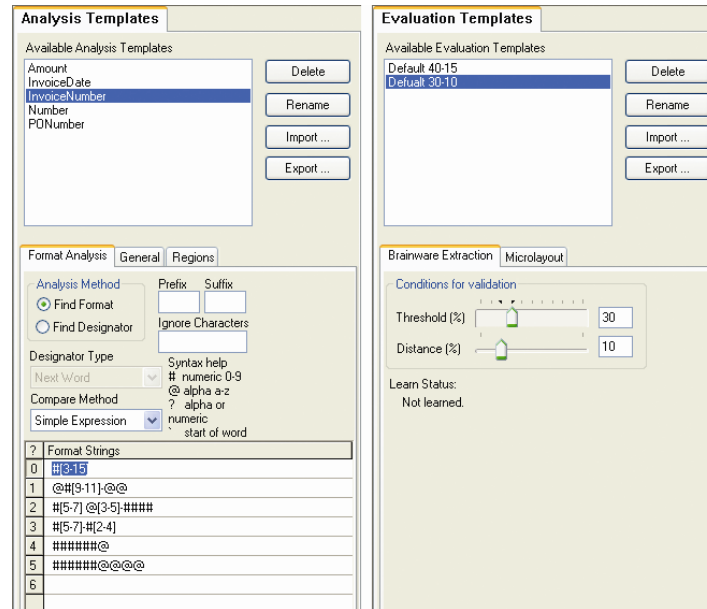 Analysis Templates
Available Analysis Templates
Amount
InvoiceDate
InvoiceNumber
Number
PONumber
Delete
Rename
Import ...
Export ...
Format Analysis
General
Regions
Analysis Method
Find Format
Find Designator
Prefix
Suffix
Ignore Characters
Designator Type
Next Word
Compare Method
Simple Expression
Syntax help
# numeric 0-9
@ alpha a-z
? alpha or
numeric
` start of word
? Format Strings
0 #[3-15]
1 @#[9-11]-@@
2 #[5-7] @[3-5]-####
3 #[5-7]-#[2-4]
4 ######@
5 ######@@@@
6
Evaluation Templates
Available Evaluation Templates
Default 40-15
Defualt 30-10
Delete
Rename
Import ...
Export ...
Brainware Extraction
Microlayout
Conditions for validation
Threshold (%)
30
Distance (%)
10
Learn Status:
Not learned.